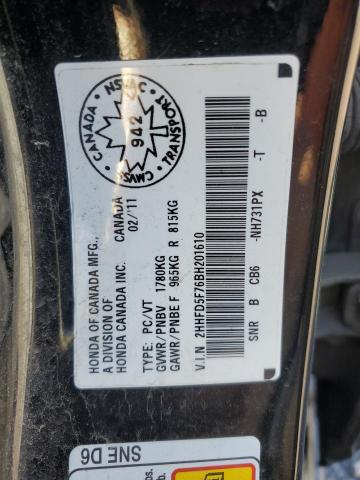 HONDA OF CANADA MFG.
A DIVISION OF
HONDA CANADA INC.
CANADA
02/'11
TYPE: PC/VT
GVWR/PNBV 1780KG
GAWR/PNBE F 965KG R 815KG
V.I.N 2HHFD5F76BH201610
SNR B CB6 -NH731PX -T -B
CANADA
TRANSPORT
CMVSS
NSVAC
942
SNE D6